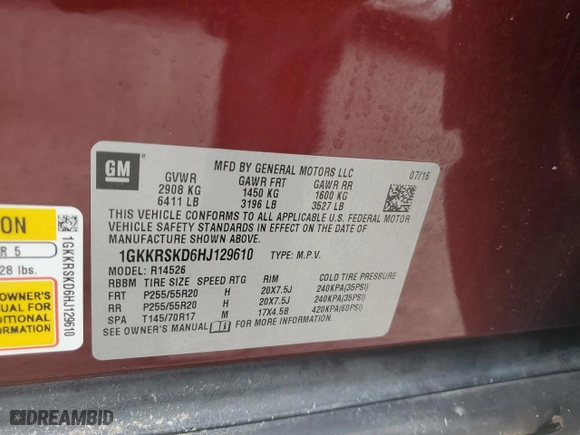 GM
MFD BY GENERAL MOTORS LLC
07/16
GVWR GAWR FRT GAWR RR
2908 KG 1450 KG 1600 KG
6411 LB 3196 LB 3527 LB
THIS VEHICLE CONFORMS TO ALL APPLICABLE U.S. FEDERAL MOTOR
VEHICLE SAFETY STANDARDS IN EFFECT ON THE DATE OF MANUFACTURE
SHOWN ABOVE.
1GKKRSKD6HJ129610 TYPE: M.P.V.
MODEL: R14526
RBBM TIRE SIZE SPEED RTG RIM COLD TIRE PRESSURE
FRT P255/55R20 H 20X7.5J 240KPA(35PSI)
RR P255/55R20 H 20X7.5J 240KPA(35PSI)
SPA T145/70R17 M 17X4.5B 420KPA(60PSI)
SEE OWNER'S MANUAL FOR MORE INFORMATION.
ON
R 5
28 lbs.
OWNER'S
UAL FOR
TIONAL
ORMATION
1GKKRSKD6HJ129610
DREAMBID